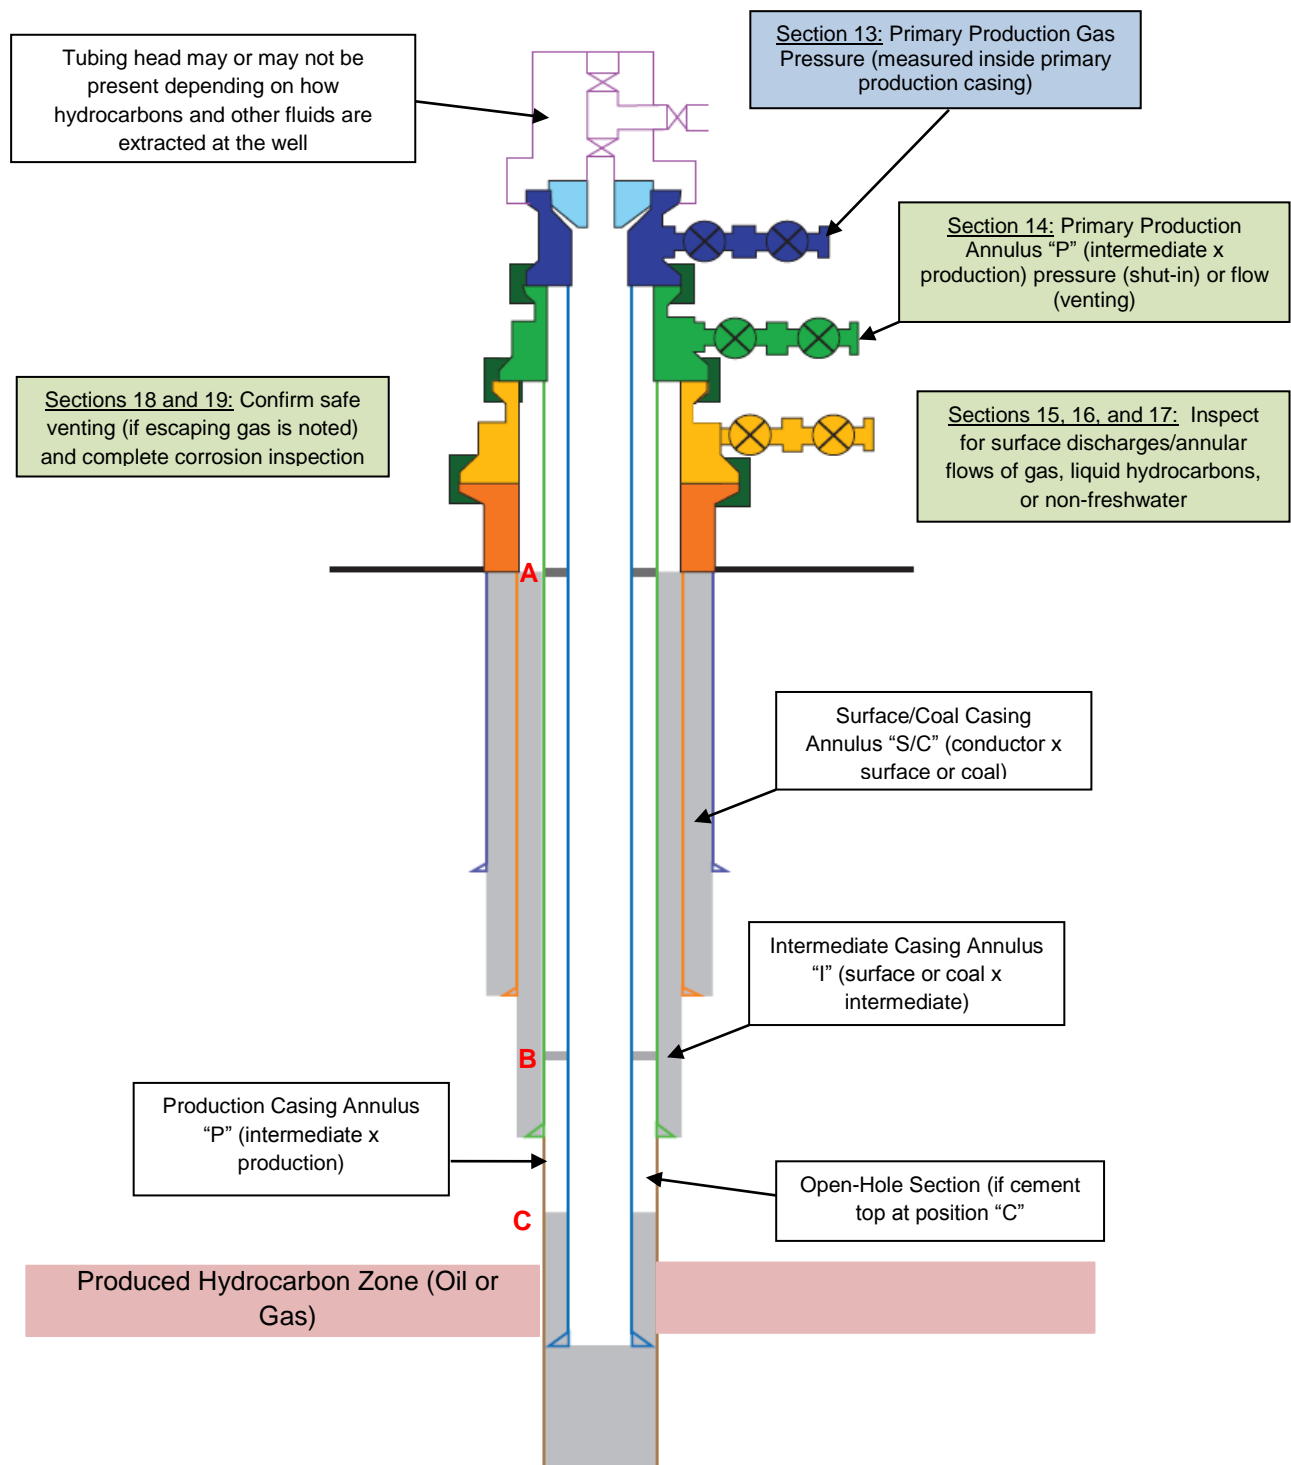 Tubing head may or may not be
present depending on how
hydrocarbons and other fluids are
extracted at the well
Section 13: Primary Production Gas
Pressure (measured inside primary
production casing)
Section 14: Primary Production
Annulus “P” (intermediate x
production) pressure (shut-in) or flow
(venting)
Sections 18 and 19: Confirm safe
venting (if escaping gas is noted)
and complete corrosion inspection
Sections 15, 16, and 17: Inspect
for surface discharges/annular
flows of gas, liquid hydrocarbons,
or non-freshwater
A
Surface/Coal Casing
Annulus “S/C” (conductor x
surface or coal)
Intermediate Casing Annulus
“I” (surface or coal x
intermediate)
B
Production Casing Annulus
“P” (intermediate x
production)
Open-Hole Section (if cement
top at position “C”
C
Produced Hydrocarbon Zone (Oil or
Gas)